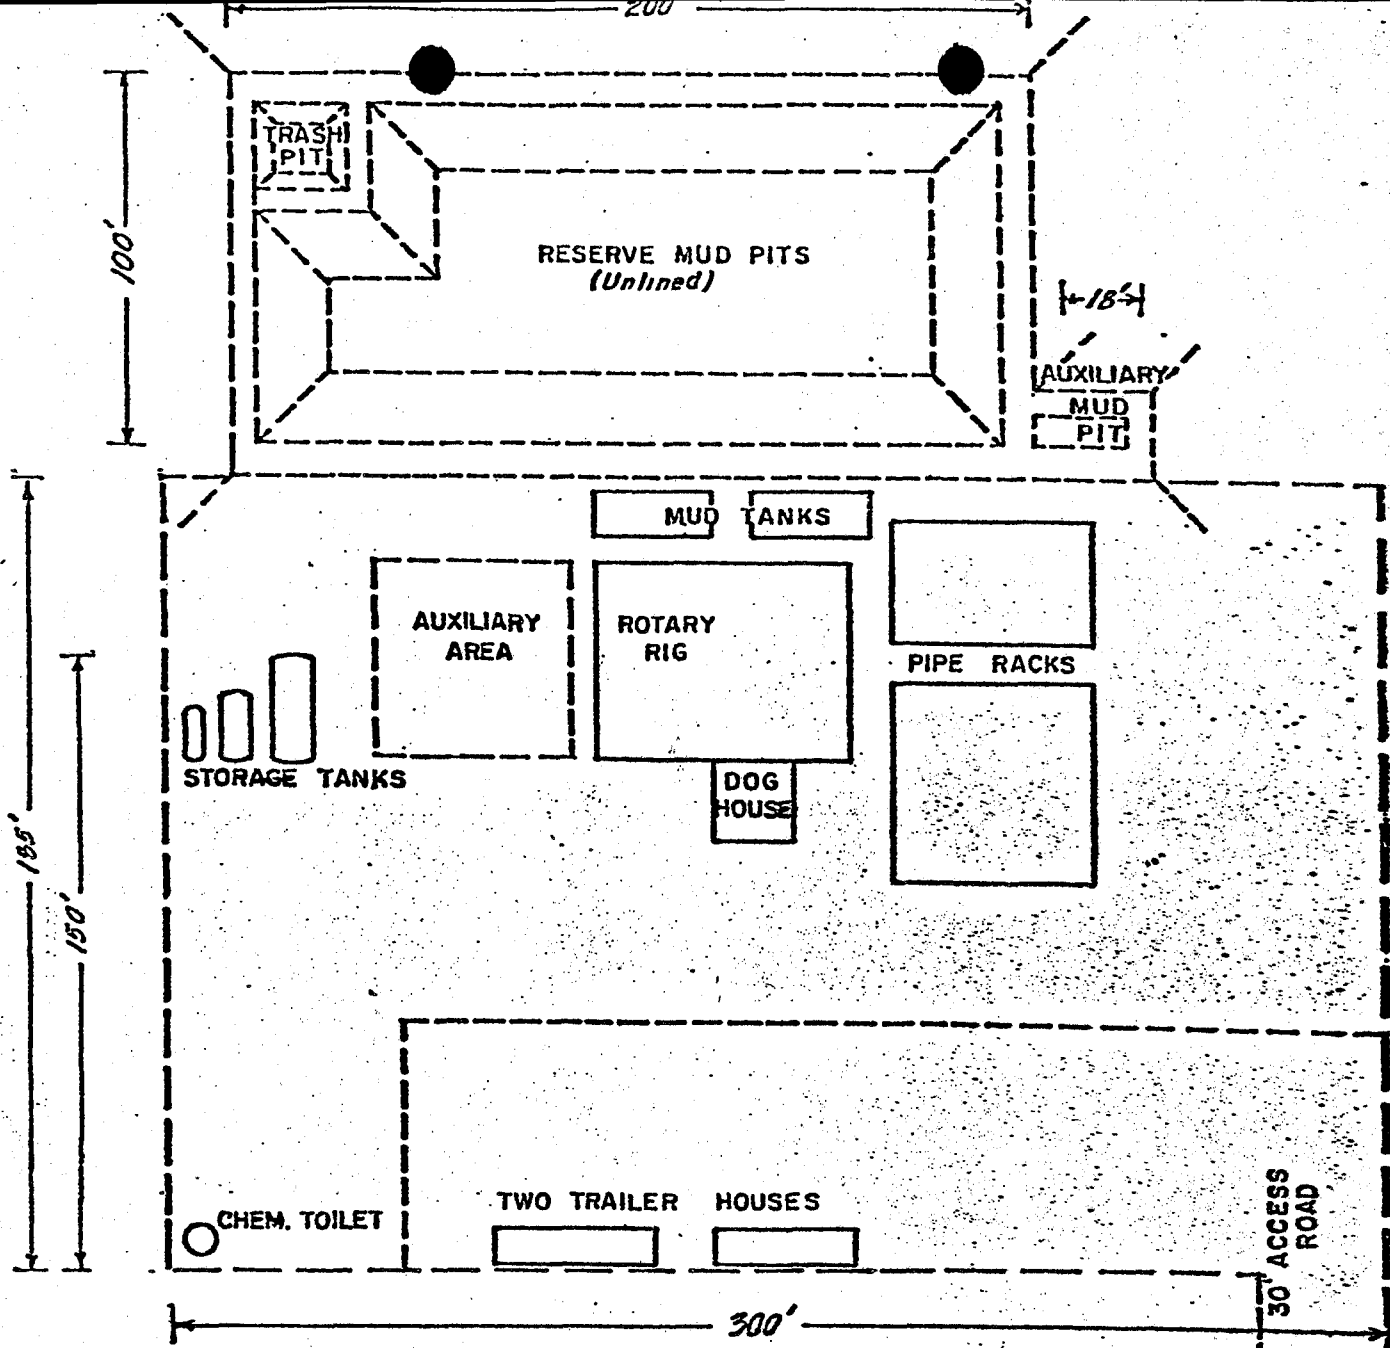 200'
TRASH
PIT
RESERVE MUD PITS
(Unlined)
100'
18'
AUXILIARY
MUD
PIT
MUD TANKS
AUXILIARY
AREA
ROTARY
RIG
PIPE RACKS
STORAGE TANKS
DOG
HOUSE
150'
TWO TRAILER HOUSES
CHEM. TOILET
30' ACCESS
ROAD
300'